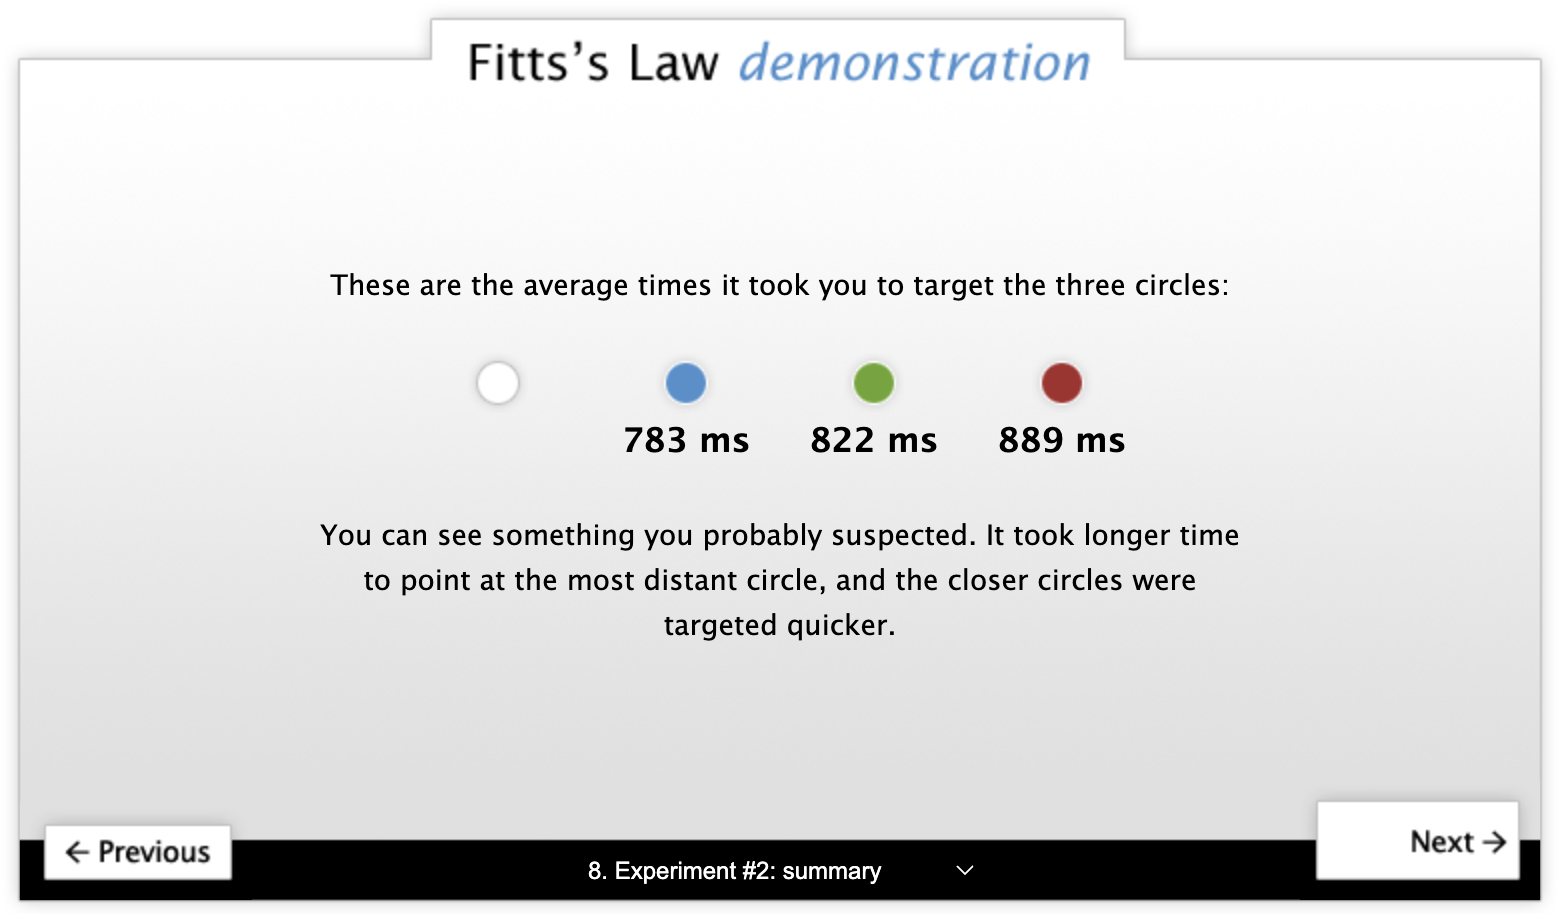 Fitts's Law demonstration
These are the average times it took you to target the three circles:
783 ms 822 ms 889 ms
You can see something you probably suspected. It took longer time
to point at the most distant circle, and the closer circles were
targeted quicker.
← Previous
8. Experiment #2: summary
Next →